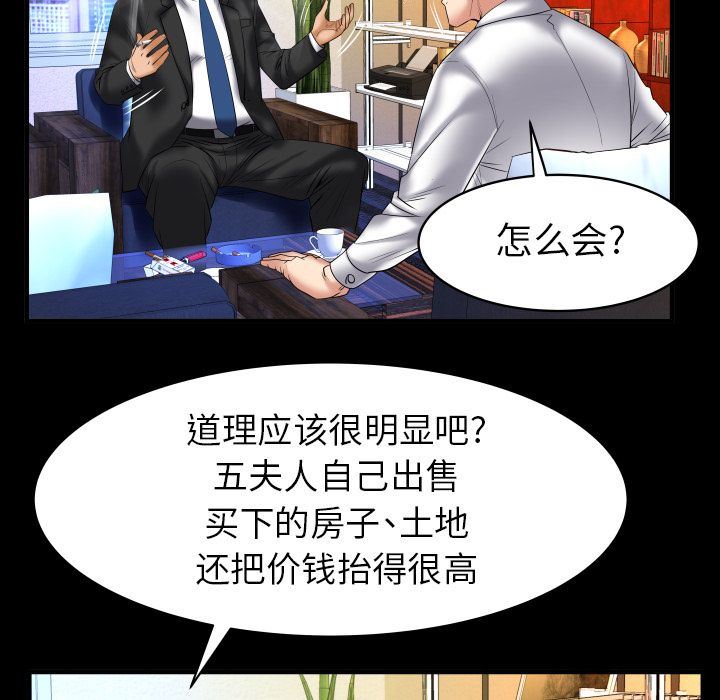 怎么会?
道理应该很明显吧?
五夫人自己出售
买下的房子、土地
还把价钱抬得很高